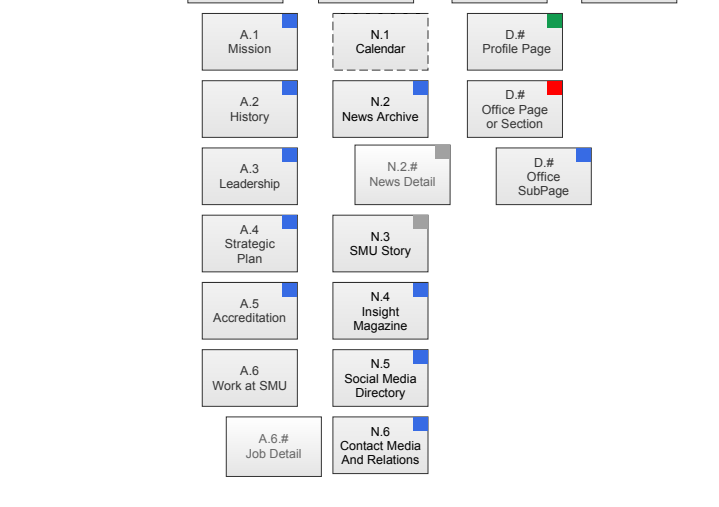 A.1
Mission
A.2
History
A.3
Leadership
A.4
Strategic
Plan
A.5
Accreditation
A.6
Work at SMU
A.6.#
Job Detail
N.1
Calendar
N.2
News Archive
N.2.#
News Detail
N.3
SMU Story
N.4
Insight
Magazine
N.5
Social Media
Directory
N.6
Contact Media
And Relations
D.#
Profile Page
D.#
Office Page
or Section
D.#
Office
SubPage